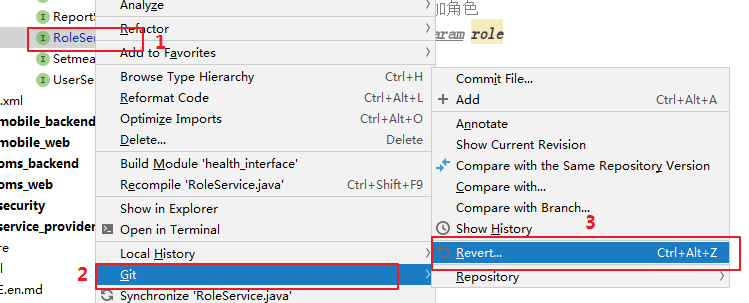 ReportS
RoleSer
Setmea
UserSe
.xml
mobile_backend
mobile_web
oms_backend
oms_web
security
service_provider
re
E.en.md
1
加角色
param role
Analyze
Refactor
Add to Favorites
Browse Type Hierarchy Ctrl+H
Reformat Code Ctrl+Alt+L
Optimize Imports Ctrl+Alt+O
Delete... Delete
Build Module 'health_interface'
Recompile 'RoleService.java' Ctrl+Shift+F9
Show in Explorer
Open in Terminal
Local History
2
Git
Synchronize 'RoleService.java'
Commit File...
Add Ctrl+Alt+A
Annotate
Show Current Revision
Compare with the Same Repository Version
Compare with...
Compare with Branch...
Show History
3
Revert... Ctrl+Alt+Z
Repository